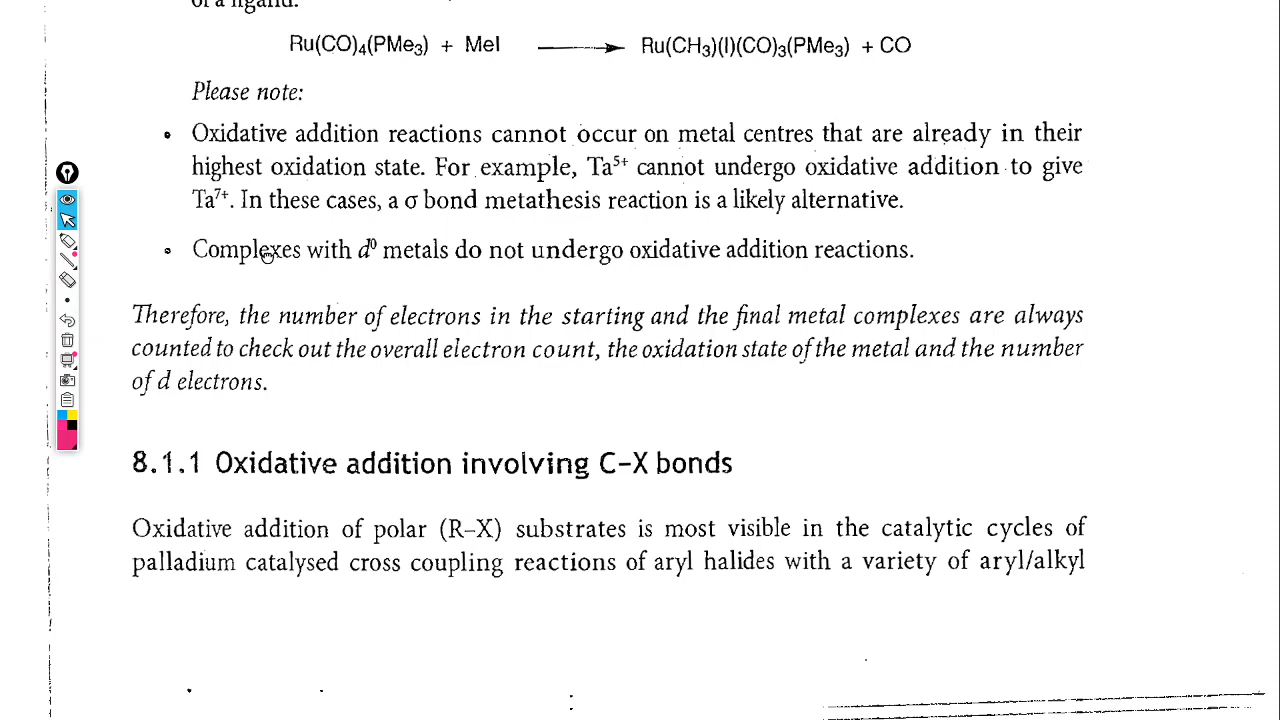 of a ligand.
Ru(CO)₄(PMe₃) + MeI ⟶ Ru(CH₃)(I)(CO)₃(PMe₃) + CO
Please note:
• Oxidative addition reactions cannot occur on metal centres that are already in their
highest oxidation state. For example, Ta⁵⁺ cannot undergo oxidative addition to give
Ta⁷⁺. In these cases, a σ bond metathesis reaction is a likely alternative.
• Complexes with d⁰ metals do not undergo oxidative addition reactions.
Therefore, the number of electrons in the starting and the final metal complexes are always
counted to check out the overall electron count, the oxidation state of the metal and the number
of d electrons.
8.1.1 Oxidative addition involving C–X bonds
Oxidative addition of polar (R–X) substrates is most visible in the catalytic cycles of
palladium catalysed cross coupling reactions of aryl halides with a variety of aryl/alkyl